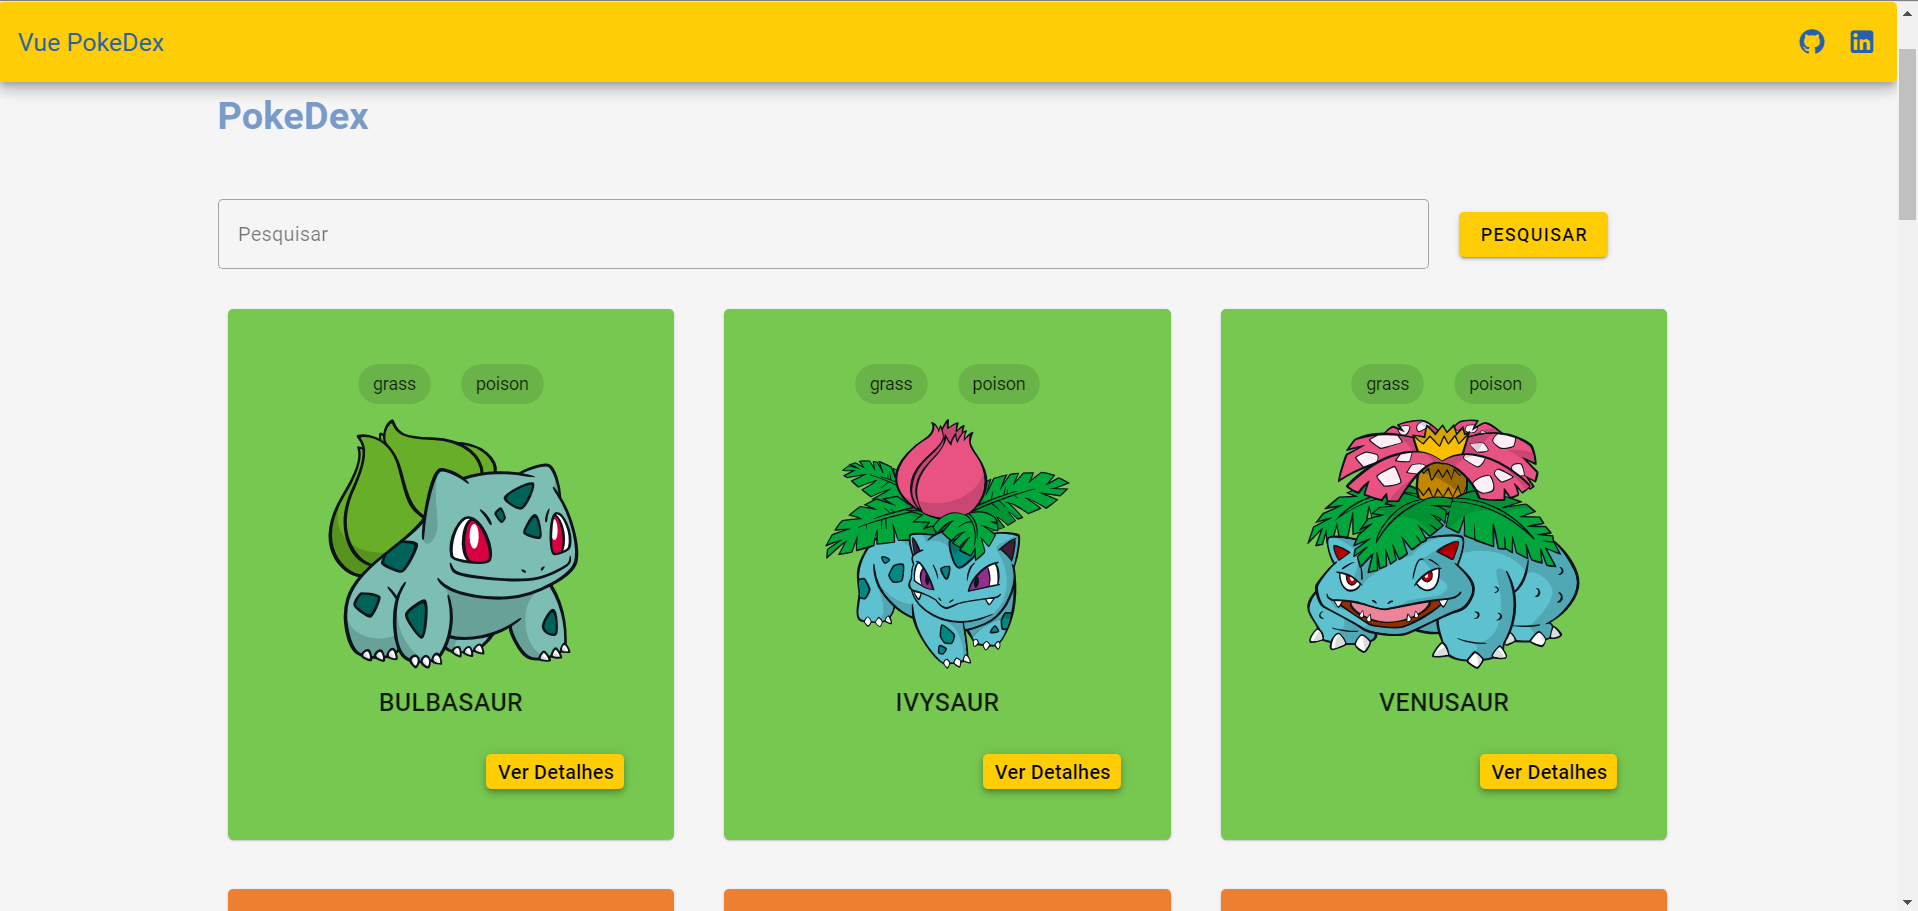 Vue PokeDex
PokeDex
Pesquisar
PESQUISAR
grass poison
grass poison
grass poison
BULBASAUR
IVYSAUR
VENUSAUR
Ver Detalhes
Ver Detalhes
Ver Detalhes